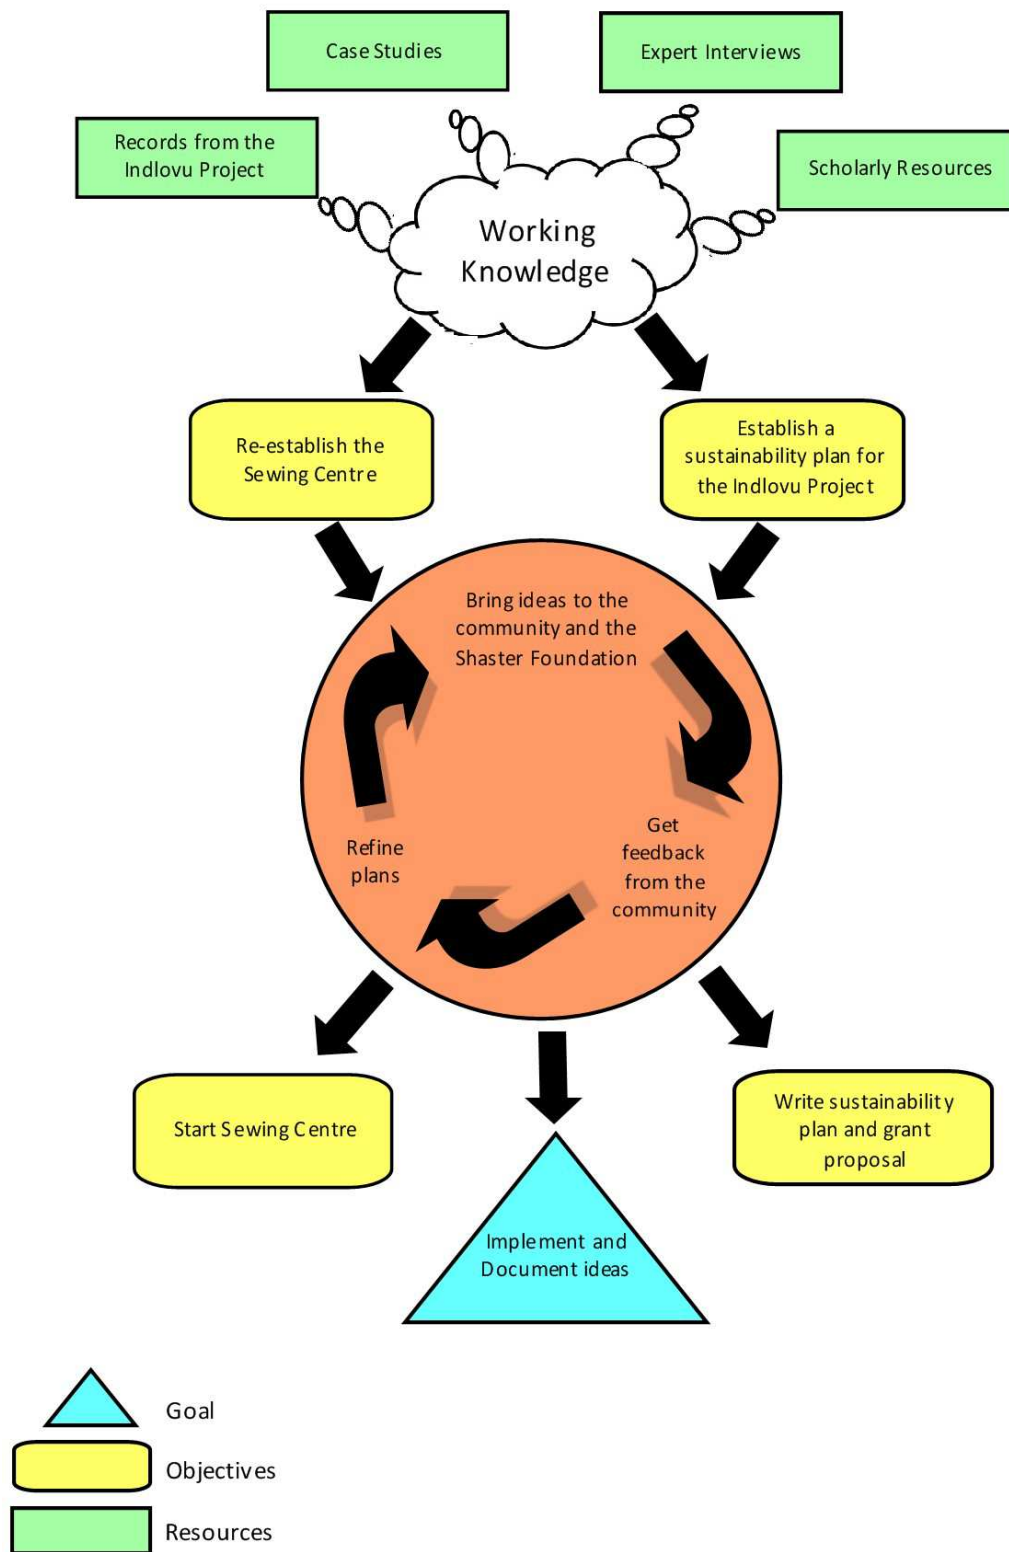 Case Studies
Expert Interviews
Records from the
Indlovu Project
Scholarly Resources
Working
Knowledge
Re-establish the
Sewing Centre
Establish a
sustainability plan for
the Indlovu Project
Bring ideas to the
community and the
Shaster Foundation
Get
feedback
from the
community
Refine
plans
Start Sewing Centre
Write sustainability
plan and grant
proposal
Implement and
Document ideas
Goal
Objectives
Resources